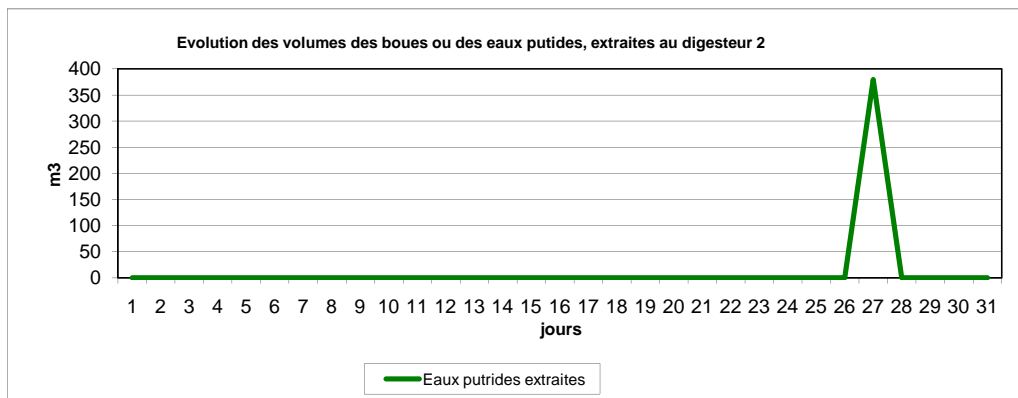 Evolution des volumes des boues ou des eaux putides, extraites au digesteur 2
400
350
300
250
200
150
100
50
0
m3
1 2 3 4 5 6 7 8 9 10 11 12 13 14 15 16 17 18 19 20 21 22 23 24 25 26 27 28 29 30 31
jours
Eaux putrides extraites